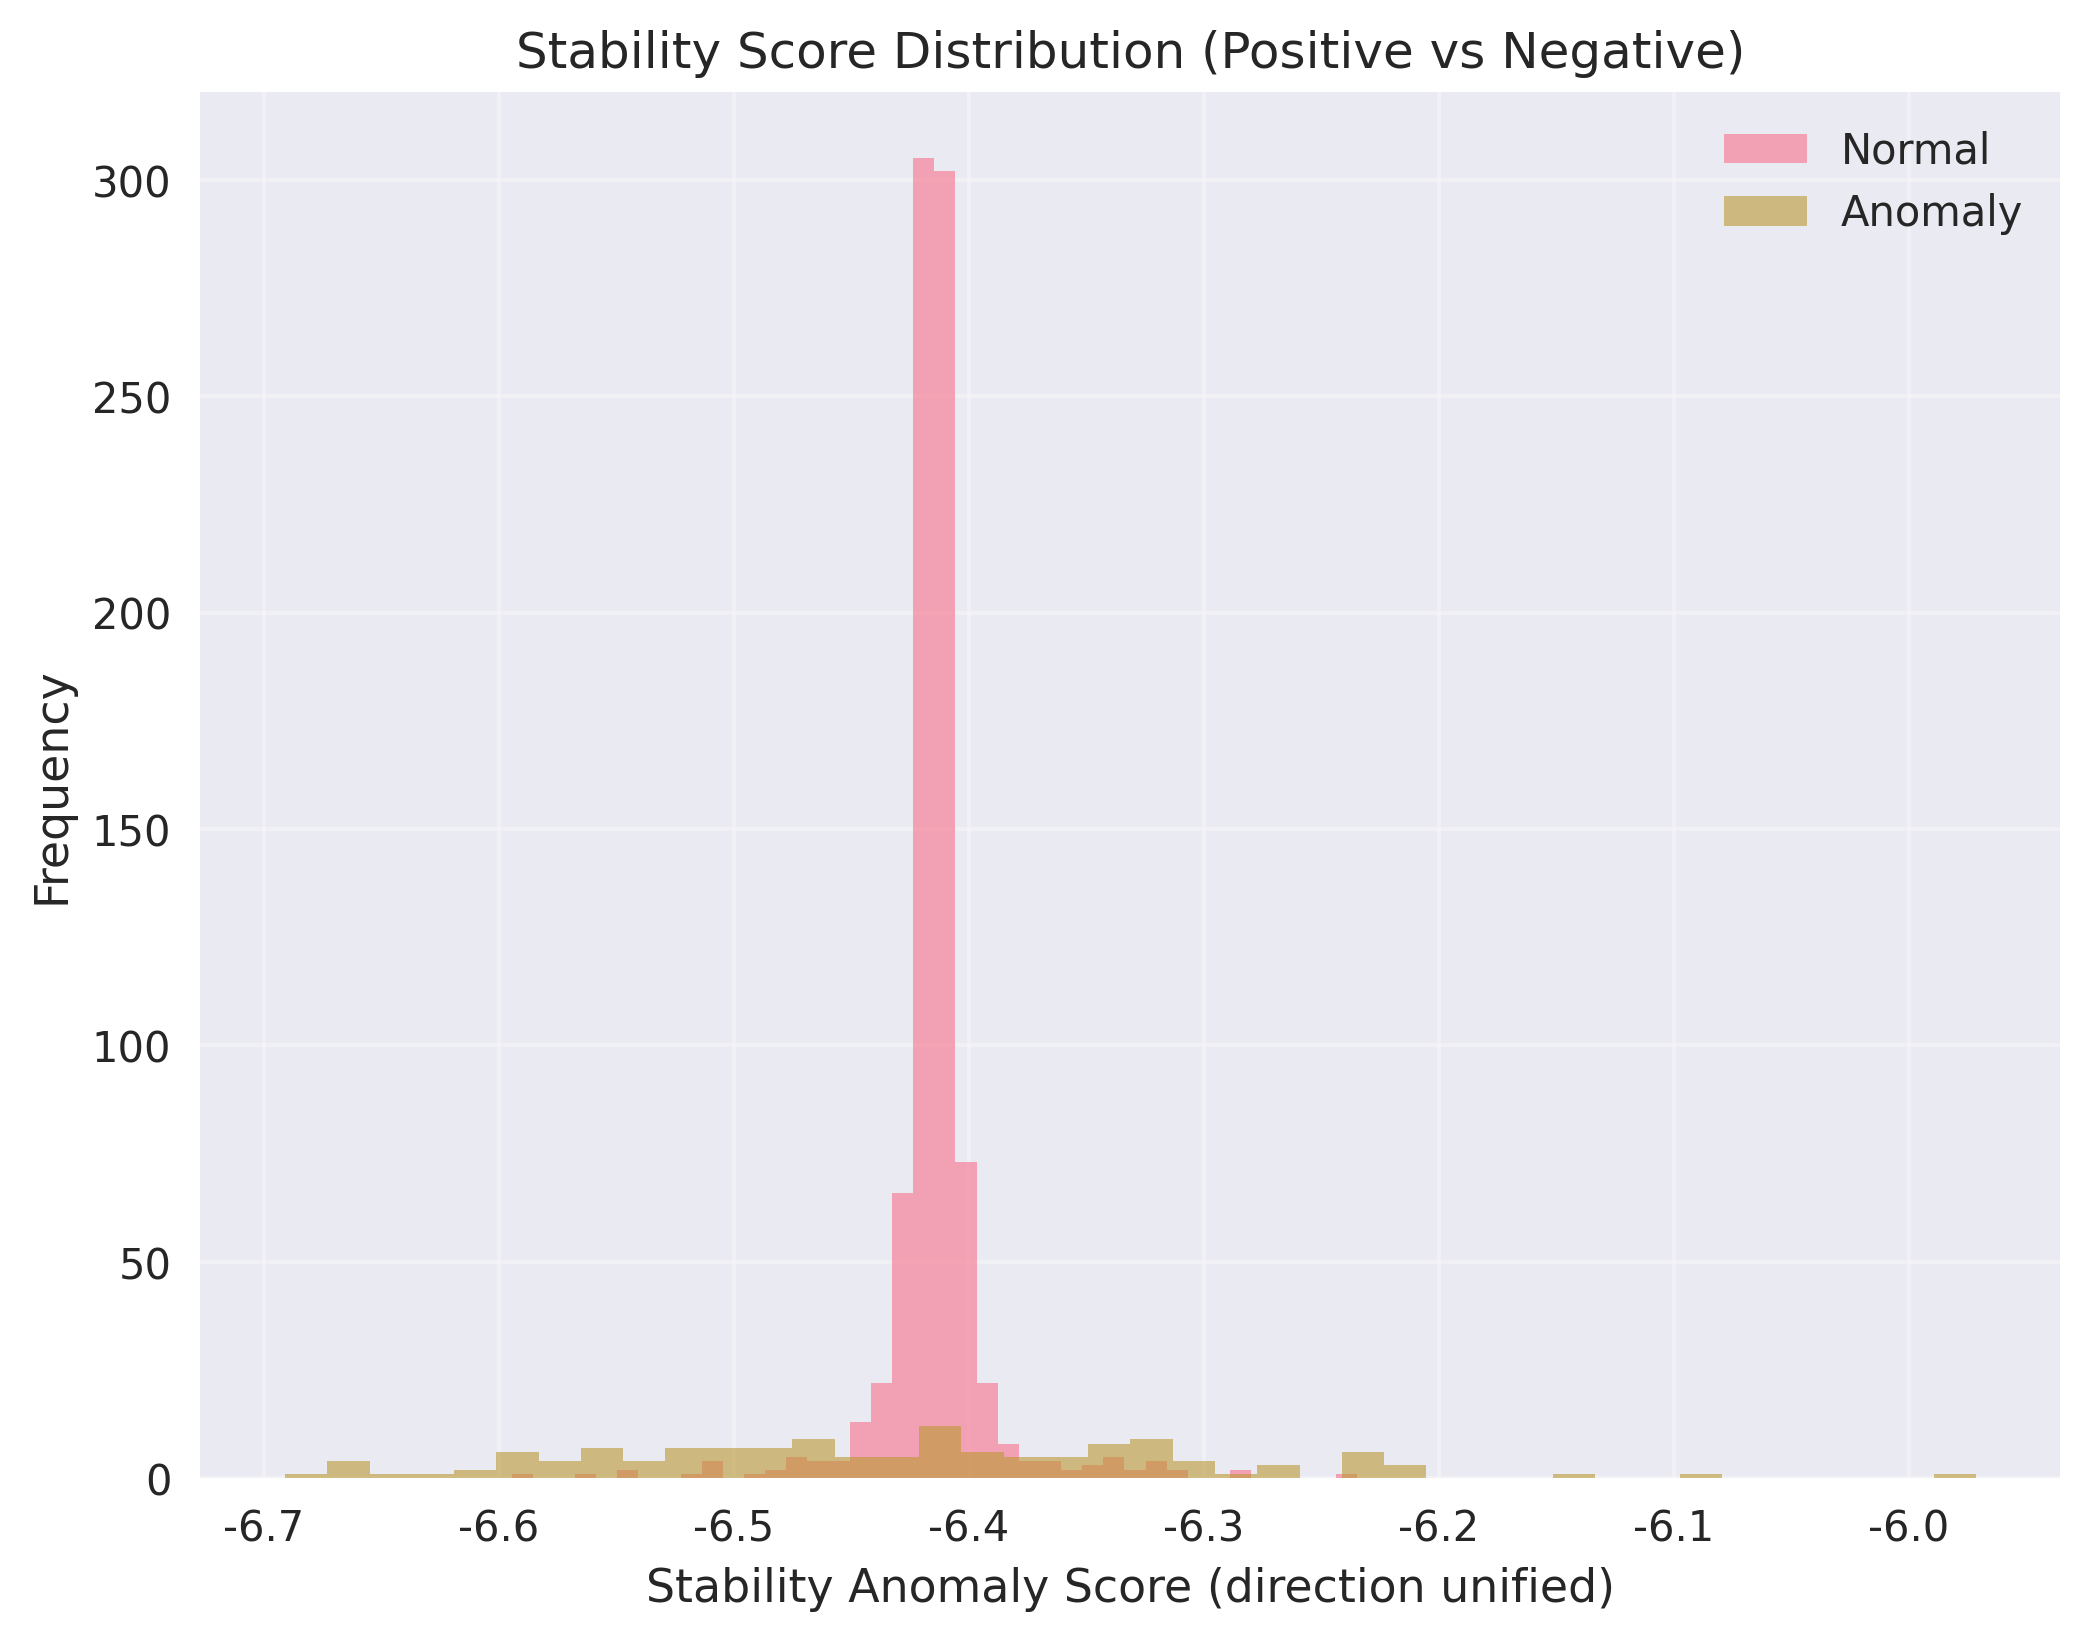 Stability Score Distribution (Positive vs Negative)
Normal
Anomaly
300
250
200
150
100
50
0
Frequency
-6.7 -6.6 -6.5 -6.4 -6.3 -6.2 -6.1 -6.0
Stability Anomaly Score (direction unified)